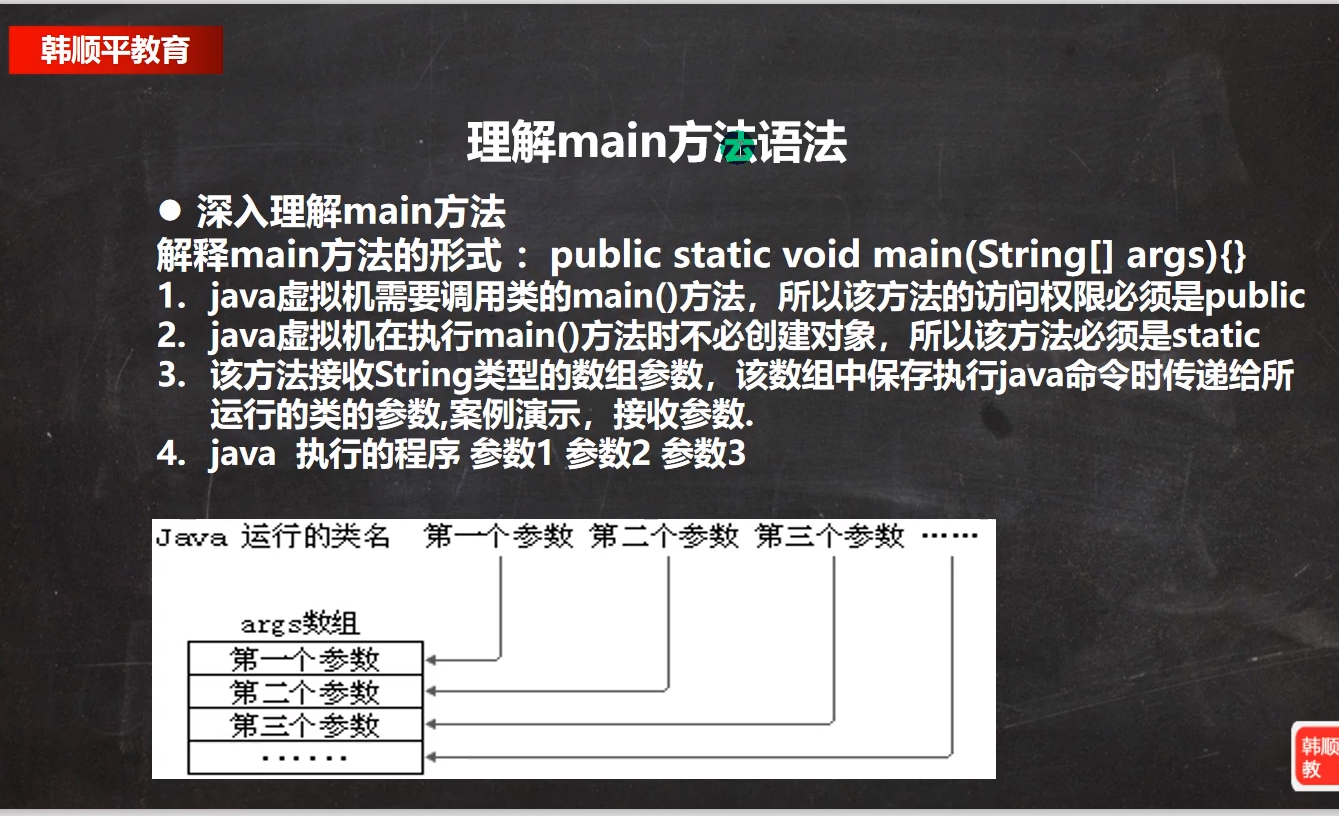 韩顺平教育
理解main方法语法
● 深入理解main方法
解释main方法的形式 ：public static void main(String[] args){}
1. java虚拟机需要调用类的main()方法，所以该方法的访问权限必须是public
2. java虚拟机在执行main()方法时不必创建对象，所以该方法必须是static
3. 该方法接收String类型的数组参数，该数组中保存执行java命令时传递给所
运行的类的参数,案例演示，接收参数.
4. java 执行的程序 参数1 参数2 参数3
Java 运行的类名 第一个参数 第二个参数 第三个参数 ……
args数组
第一个参数
第二个参数
第三个参数
……
韩顺
教